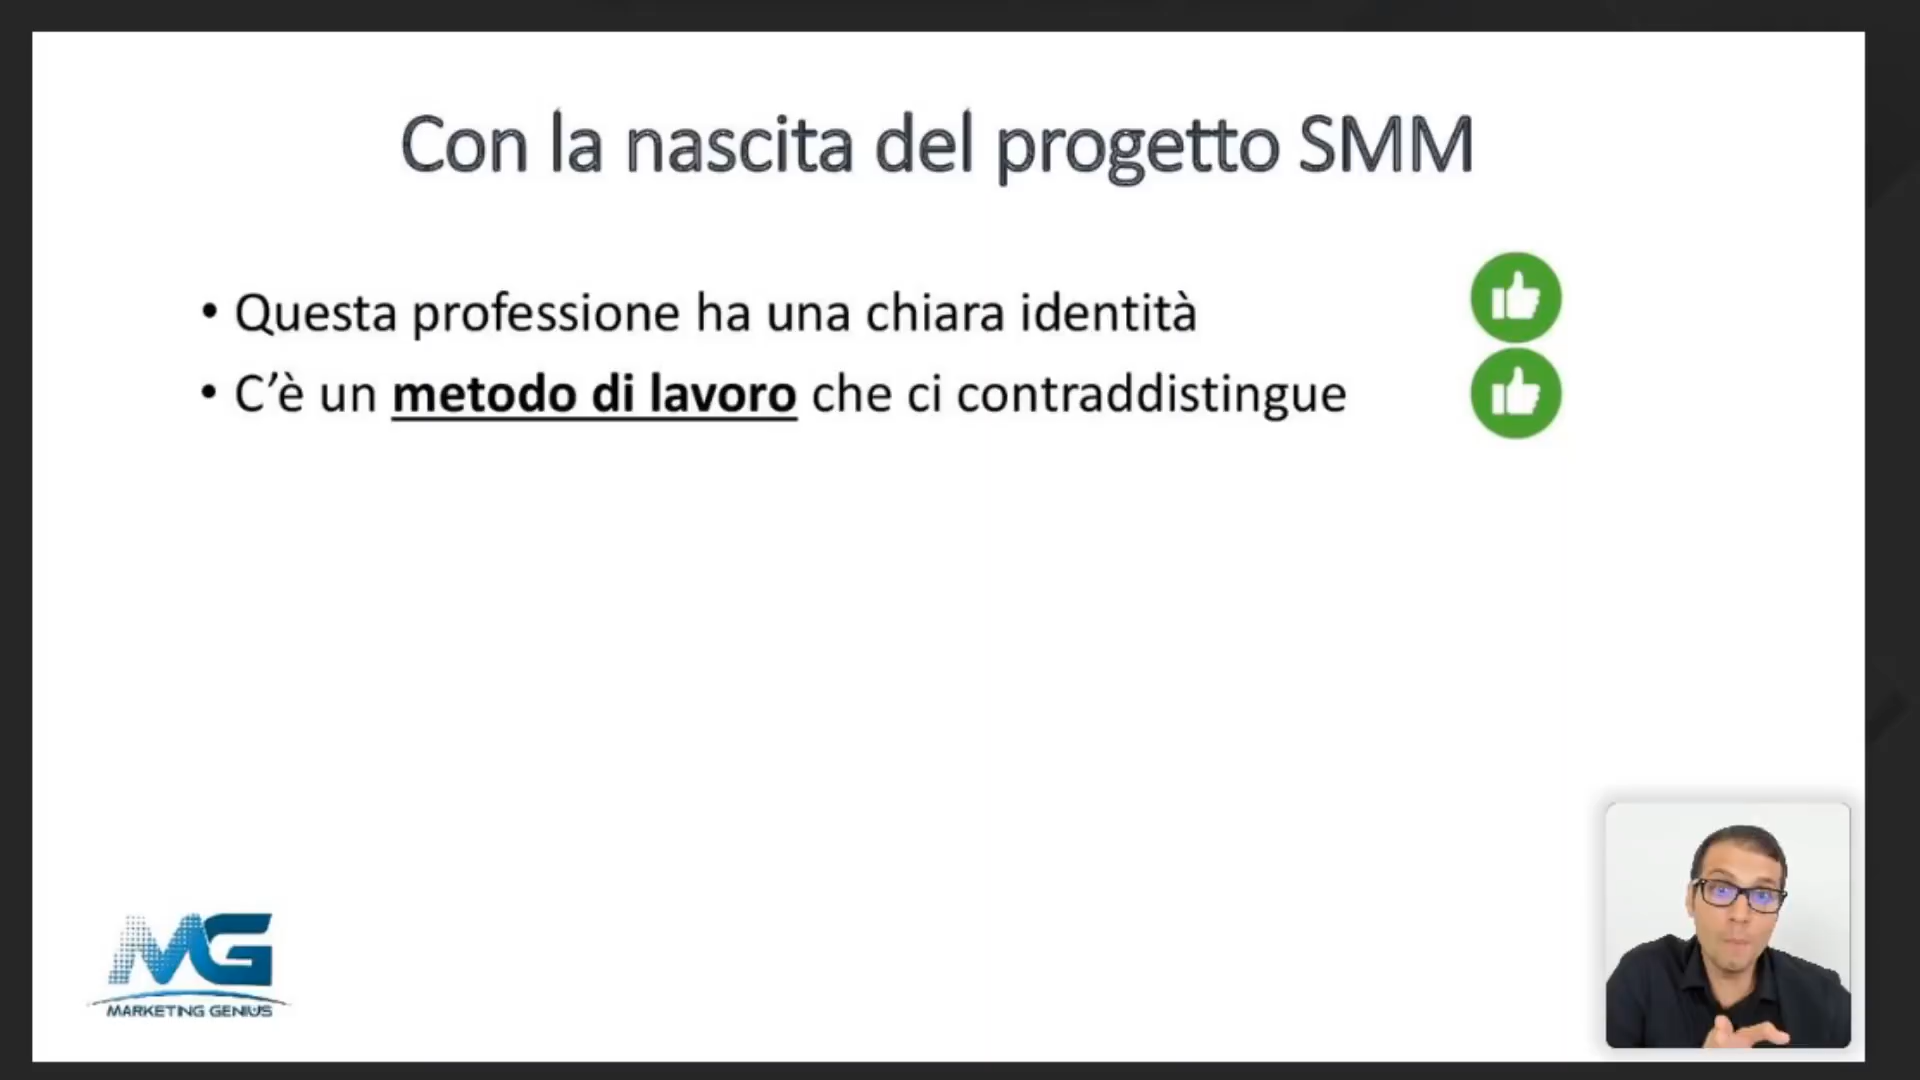 Con la nascita del progetto SMM
• Questa professione ha una chiara identità
• C’è un metodo di lavoro che ci contraddistingue
MG
MARKETING GENIUS